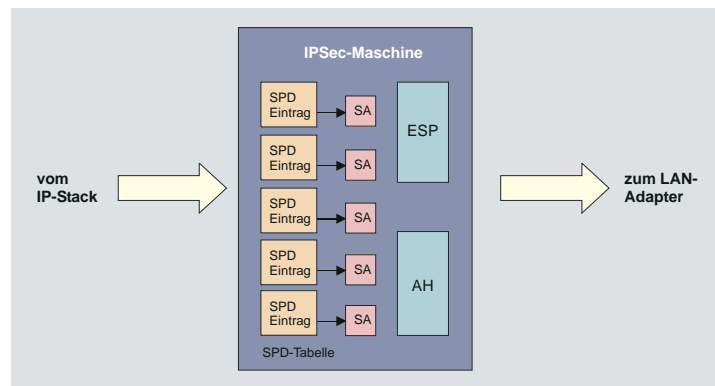 IPSec-Maschine
vom
IP-Stack
SPD
Eintrag
SA
SPD
Eintrag
SA
SPD
Eintrag
SA
SPD
Eintrag
SA
SPD
Eintrag
SA
SPD-Tabelle
ESP
AH
zum LAN-
Adapter